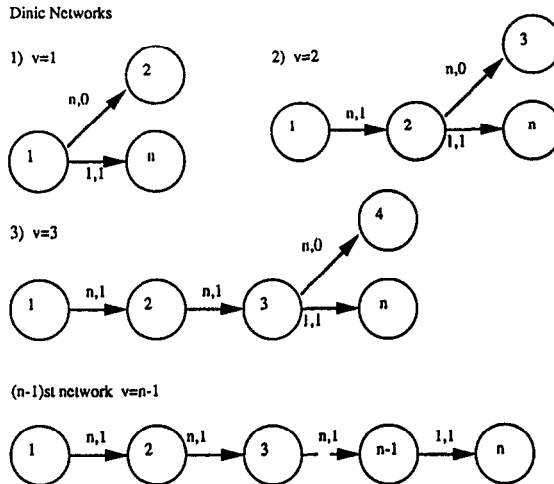 Dinic Networks
1) v=1
2) v=2
2
n,0
1
1,1
n
3
n,0
1
n,1
2
1,1
n
3) v=3
4
n,0
1
n,1
2
n,1
3
1,1
n
(n-1)st network v=n-1
1
n,1
2
n,1
3
n,1
n-1
1,1
n